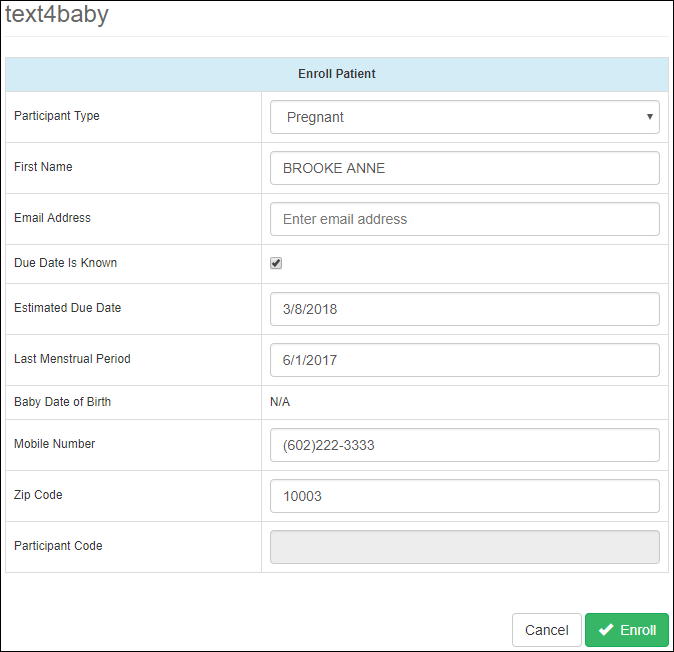 text4baby
Enroll Patient
Participant Type
Pregnant
First Name
BROOKE ANNE
Email Address
Enter email address
Due Date Is Known
Estimated Due Date
3/8/2018
Last Menstrual Period
6/1/2017
Baby Date of Birth
N/A
Mobile Number
(602)222-3333
Zip Code
10003
Participant Code
Cancel
Enroll